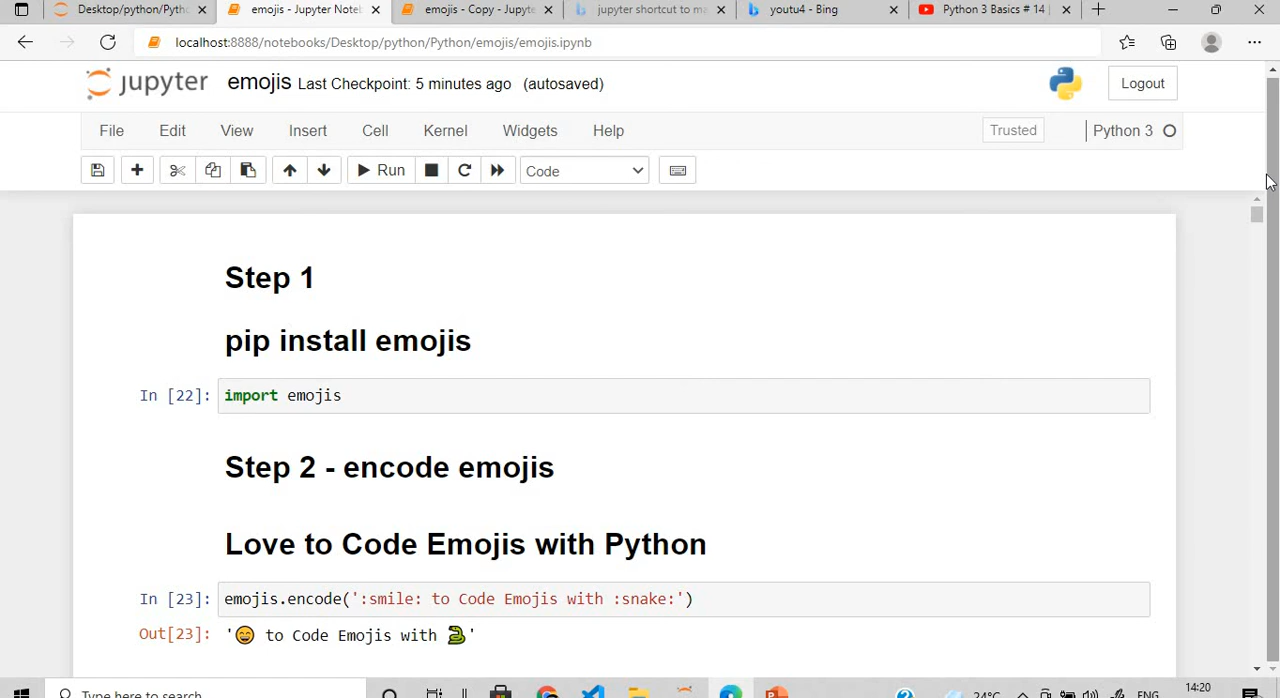 Desktop/python/Pytho
emojis - Jupyter Note
emojis - Copy - Jupyte
jupyter shortcut to ma
youtu4 - Bing
Python 3 Basics # 14 |
localhost:8888/notebooks/Desktop/python/Python/emojis/emojis.ipynb
jupyter emojis Last Checkpoint: 5 minutes ago (autosaved)
Logout
File Edit View Insert Cell Kernel Widgets Help
Trusted
Python 3
Run
Code
Step 1
pip install emojis
In [22]: import emojis
Step 2 - encode emojis
Love to Code Emojis with Python
In [23]: emojis.encode(':smile: to Code Emojis with :snake:')
Out[23]: '😄 to Code Emojis with 🐍'
Type here to search
24°C
ENG
14:20